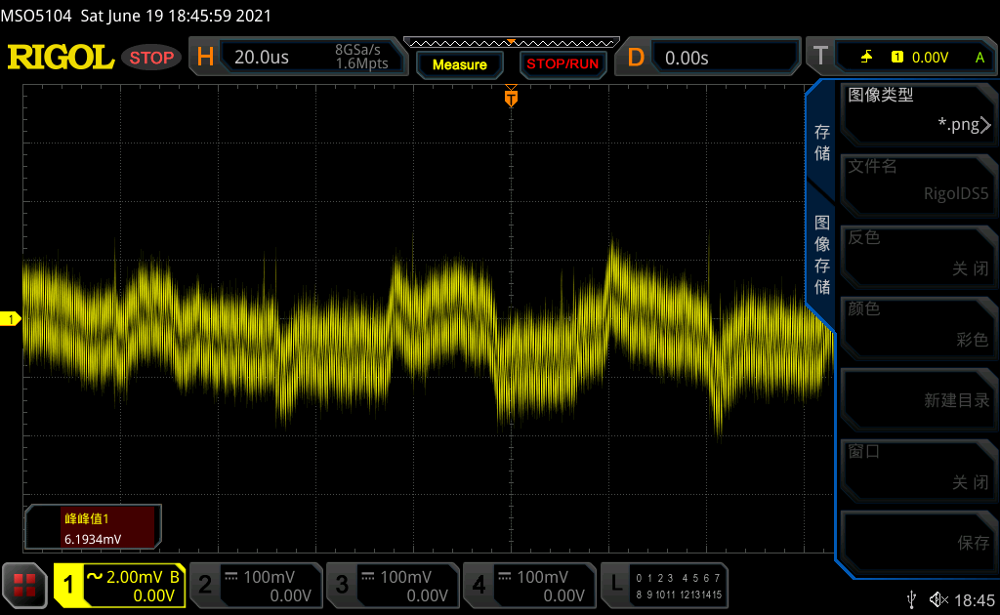 MSO5104 Sat June 19 18:45:59 2021
RIGOL STOP H 20.0us 8GSa/s 1.6Mpts Measure STOP/RUN D 0.00s T 1 0.00V A
T
图像类型
*.png
存储
文件名
RigolDS5
图像存储
反色
关闭
颜色
彩色
1
新建目录
窗口
关闭
保存
峰峰值1
6.1934mV
1 2.00mV B
0.00V
2 100mV
0.00V
3 100mV
0.00V
4 100mV
0.00V
L 0 1 2 3 4 5 6 7
8 9 10 11 12 13 14 15
18:45